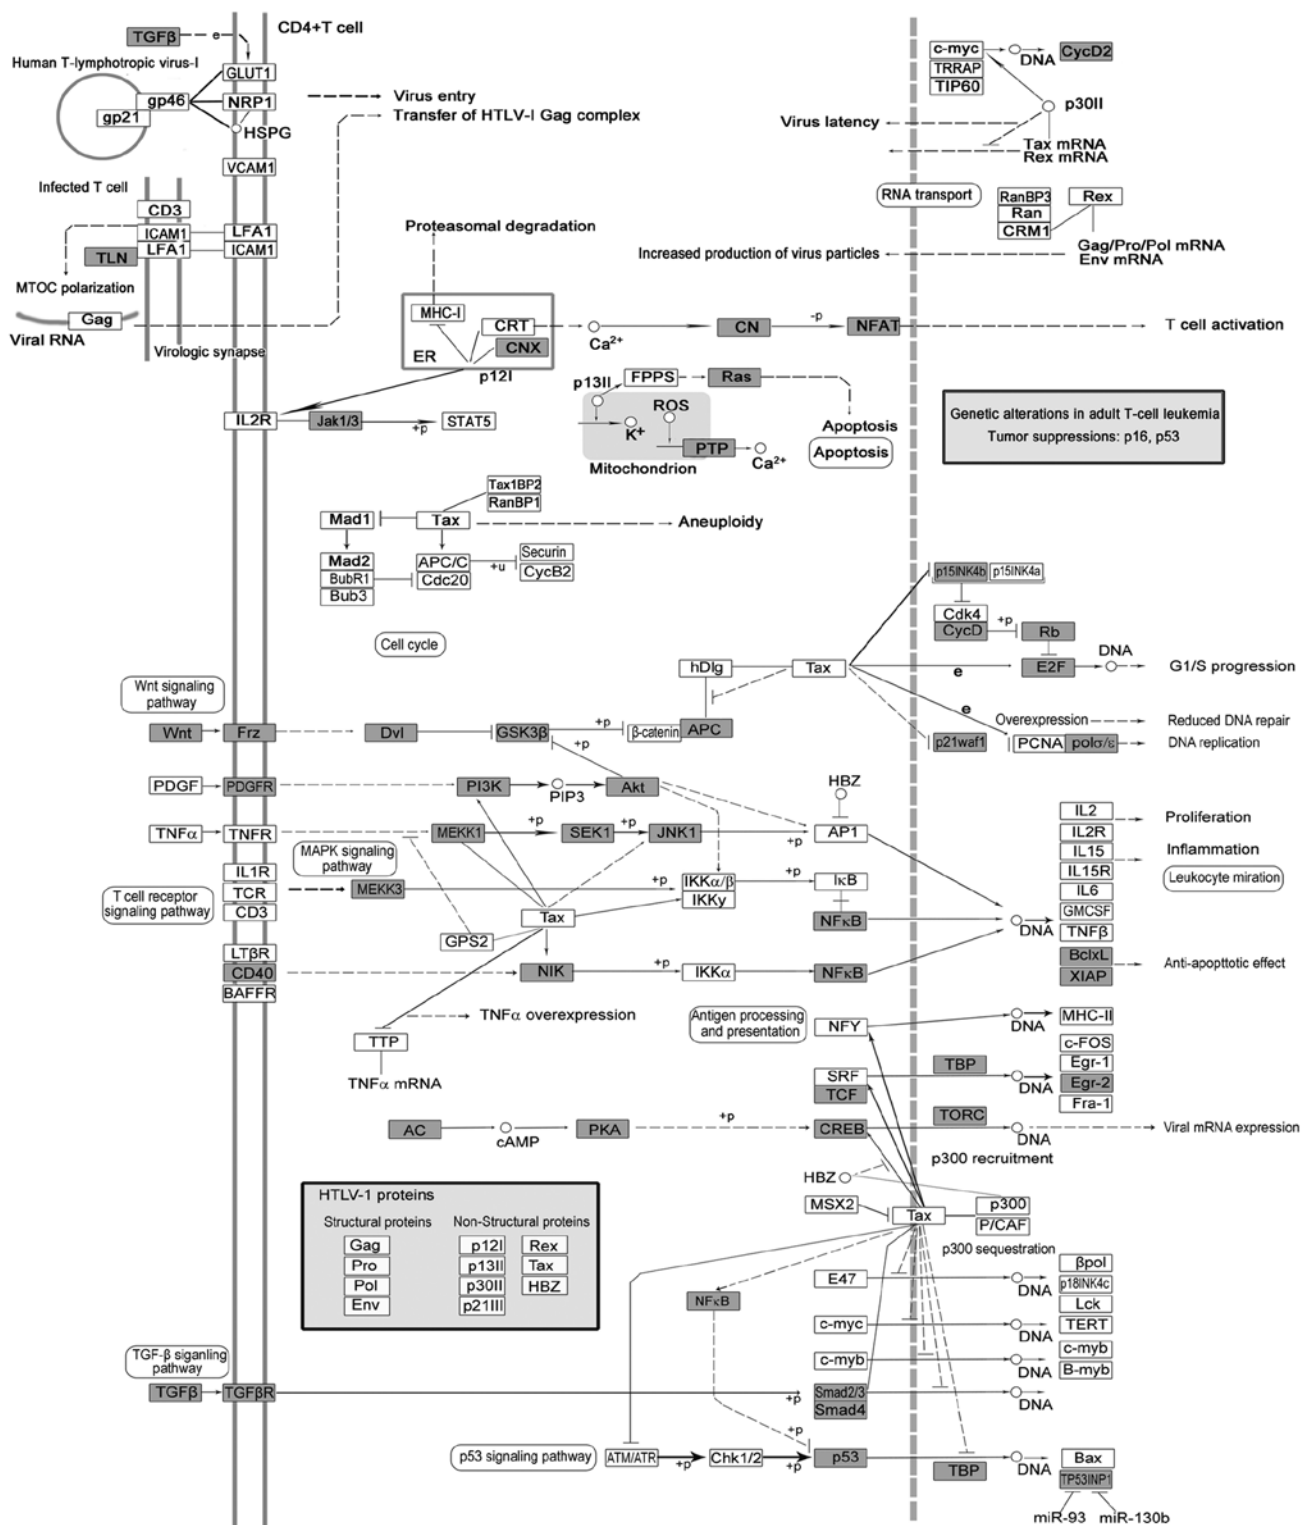 TGFβ
e
CD4+T cell
Human T-lymphotropic virus-I
GLUT1
gp46
NRP1
gp21
HSPG
Virus entry
Transfer of HTLV-I Gag complex
VCAM1
Infected T cell
CD3
ICAM1
LFA1
LFA1
ICAM1
TLN
MTOC polarization
Gag
Viral RNA
Virologic synapse
c-myc
DNA
CycD2
TRRAP
TIP60
p30II
Virus latency
Tax mRNA
Rex mRNA
RNA transport
RanBP3
Rex
Ran
CRM1
Gag/Pro/Pol mRNA
Env mRNA
Increased production of virus particles
Proteasomal degradation
MHC-I
CRT
CNX
ER
p12I
Ca2+
CN
-p
NFAT
T cell activation
p13II
FPPS
Ras
ROS
K+
PTP
Ca2+
Mitochondrion
Apoptosis
Apoptosis
IL2R
Jak1/3
+p
STAT5
Genetic alterations in adult T-cell leukemia
Tumor suppressions: p16, p53
Tax1BP2
RanBP1
Mad1
Tax
Aneuploidy
Mad2
BubR1
Bub3
APC/C
Cdc20
+u
Securin
CycB2
Cell cycle
p15INK4b
p15INK4a
Cdk4
CycD
+p
Rb
hDlg
Tax
e
E2F
DNA
G1/S progression
Wnt signaling
pathway
Wnt
Frz
Dvl
GSK3β
+p
β-catenin
APC
+p
e
Overexpression
Reduced DNA repair
p21waf1
PCNA
polσ/ε
DNA replication
PDGF
PDGFR
PI3K
PIP3
Akt
HBZ
TNFα
TNFR
MEKK1
+p
SEK1
+p
JNK1
+p
AP1
MAPK signaling
pathway
IL1R
TCR
CD3
T cell receptor
signaling pathway
MEKK3
+p
IKKα/β
IKKy
+p
IκB
Tax
GPS2
NFκB
DNA
IL2
IL2R
IL15
IL15R
IL6
GMCSF
TNFβ
BclxL
XIAP
Proliferation
Inflammation
Leukocyte miration
Anti-apopttotic effect
LTβR
CD40
BAFFR
NIK
+p
IKKα
NFκB
TNFα overexpression
TTP
TNFα mRNA
Antigen processing
and presentation
NFY
DNA
MHC-II
SRF
TCF
TBP
DNA
c-FOS
Egr-1
Egr-2
Fra-1
AC
cAMP
PKA
+p
CREB
TORC
DNA
Viral mRNA expression
p300 recruitment
HBZ
MSX2
Tax
p300
P/CAF
p300 sequestration
HTLV-1 proteins
Structural proteins
Non-Structural proteins
Gag
p12I
Rex
Pro
p13II
Tax
Pol
p30II
HBZ
Env
p21III
E47
DNA
βpol
p18INK4c
Lck
NFκB
c-myc
DNA
TERT
c-myb
DNA
c-myb
B-myb
TGF-β siganling
pathway
TGFβ
TGFβR
+p
Smad2/3
Smad4
DNA
p53 signaling pathway
ATM/ATR
+p
Chk1/2
+p
+p
p53
TBP
DNA
Bax
TP53INP1
miR-93
miR-130b